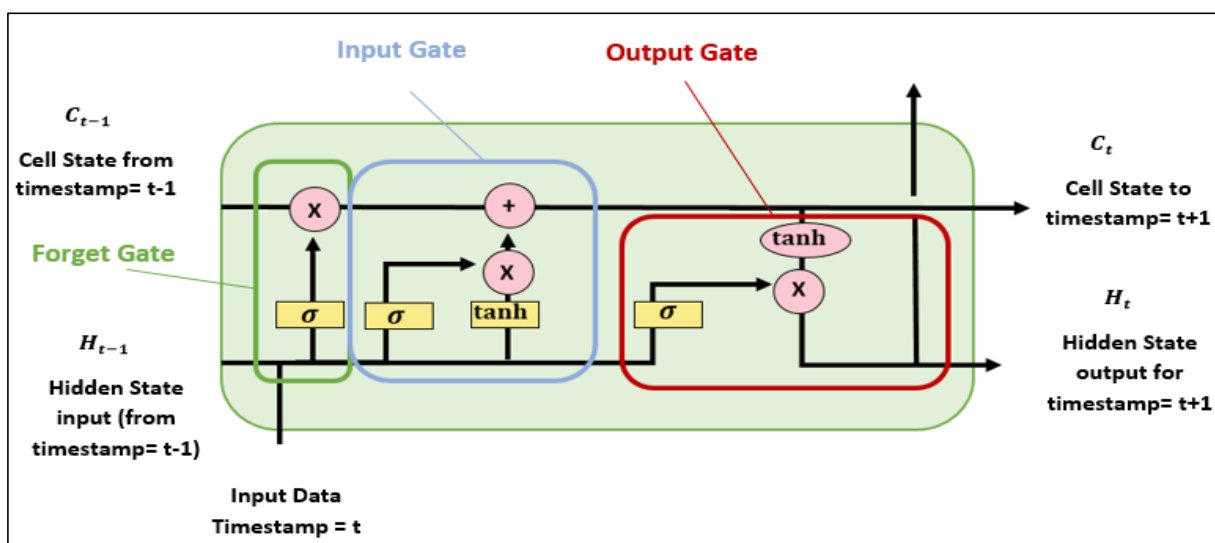 Input Gate
Output Gate
C_{t-1}
Cell State from
timestamp= t-1
Forget Gate
H_{t-1}
Hidden State
input (from
timestamp= t-1)
Input Data
Timestamp = t
X
+
X
σ
σ
tanh
tanh
X
σ
C_t
Cell State to
timestamp= t+1
H_t
Hidden State
output for
timestamp= t+1